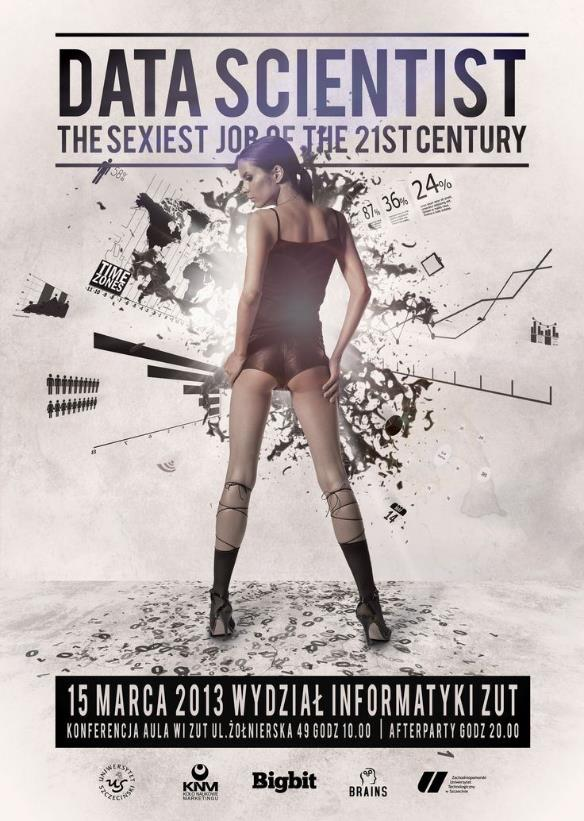 DATA SCIENTIST
THE SEXIEST JOB OF THE 21ST CENTURY
58%
87% 36% 24%
TIME
ZONES
14
15 MARCA 2013 WYDZIAŁ INFORMATYKI ZUT
KONFERENCJA AULA WI ZUT UL.ŻOŁNIERSKA 49 GODZ 10.00 | AFTERPARTY GODZ 20.00
UNIWERSYTET SZCZECIŃSKI
KNM
KOŁO NAUKOWE
MARKETINGU
Bigbit
BRAINS
Zachodniopomorski
Uniwersytet
Technologiczny
w Szczecinie